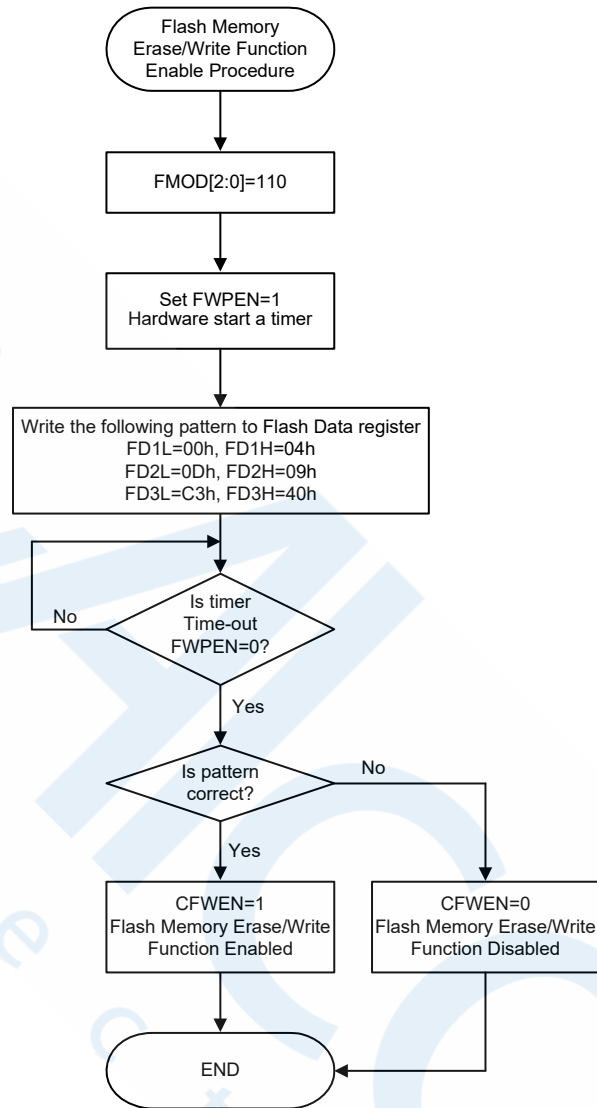 Flash Memory
Erase/Write Function
Enable Procedure
FMOD[2:0]=110
Set FWPEN=1
Hardware start a timer
Write the following pattern to Flash Data register
FD1L=00h, FD1H=04h
FD2L=0Dh, FD2H=09h
FD3L=C3h, FD3H=40h
Is timer
Time-out
FWPEN=0?
No
Yes
Is pattern
correct?
No
Yes
CFWEN=1
Flash Memory Erase/Write
Function Enabled
CFWEN=0
Flash Memory Erase/Write
Function Disabled
END